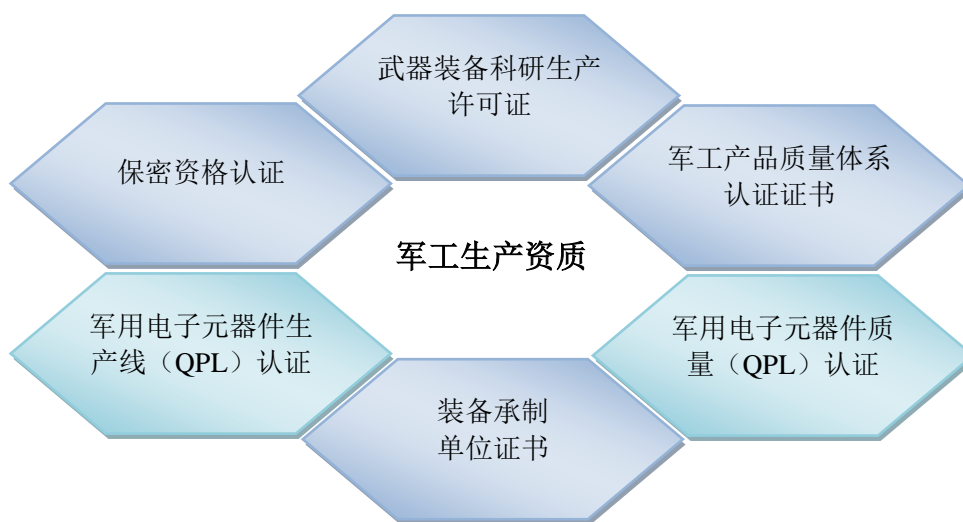 武器装备科研生产
许可证
保密资格认证
军工产品质量体系
认证证书
军工生产资质
军用电子元器件生
产线（QPL）认证
军用电子元器件质
量（QPL）认证
装备承制
单位证书